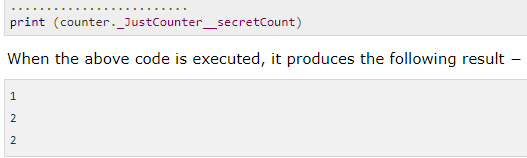 .........................
print (counter._JustCounter__secretCount)
When the above code is executed, it produces the following result −
1
2
2